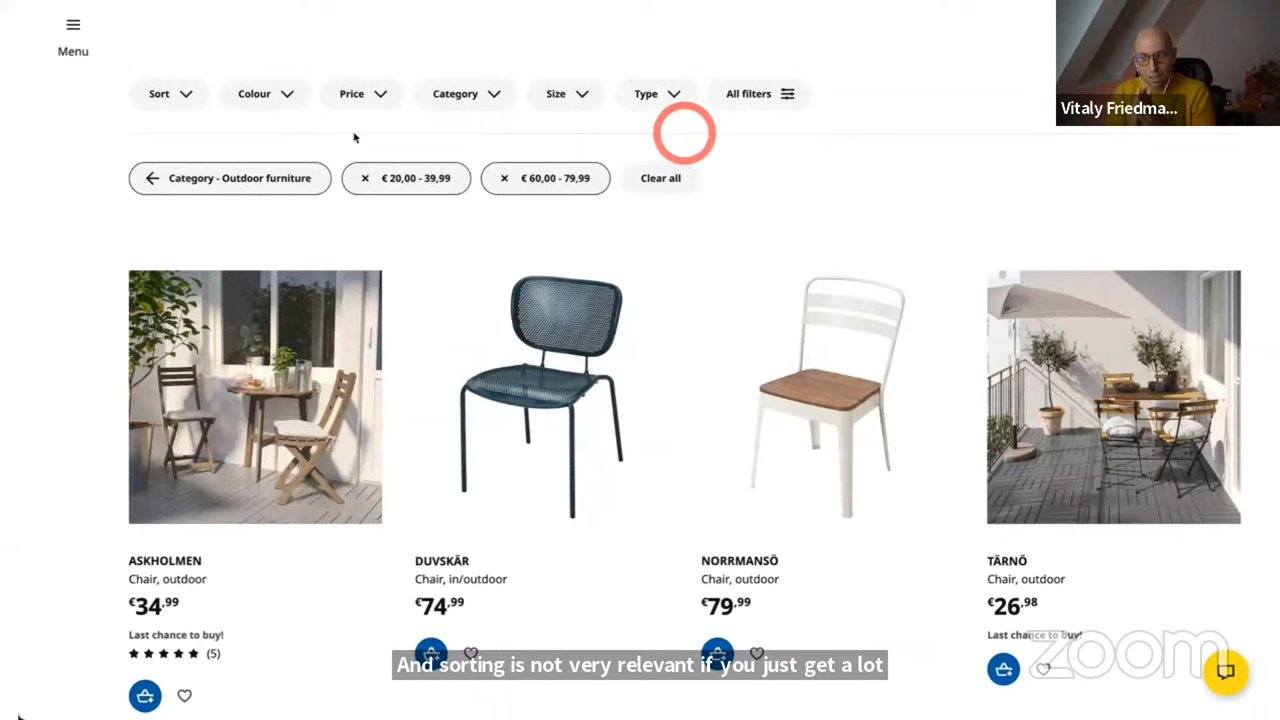 Menu
Sort
Colour
Price
Category
Size
Type
All filters
Vitaly Friedma...
Category - Outdoor furniture
× € 20,00 - 39,99
× € 60,00 - 79,99
Clear all
ASKHOLMEN
Chair, outdoor
€34,99
Last chance to buy!
(5)
DUVSKÄR
Chair, in/outdoor
€74,99
NORRMANSÖ
Chair, outdoor
€79,99
TÄRNÖ
Chair, outdoor
€26,98
Last chance to buy!
zoom
And sorting is not very relevant if you just get a lot